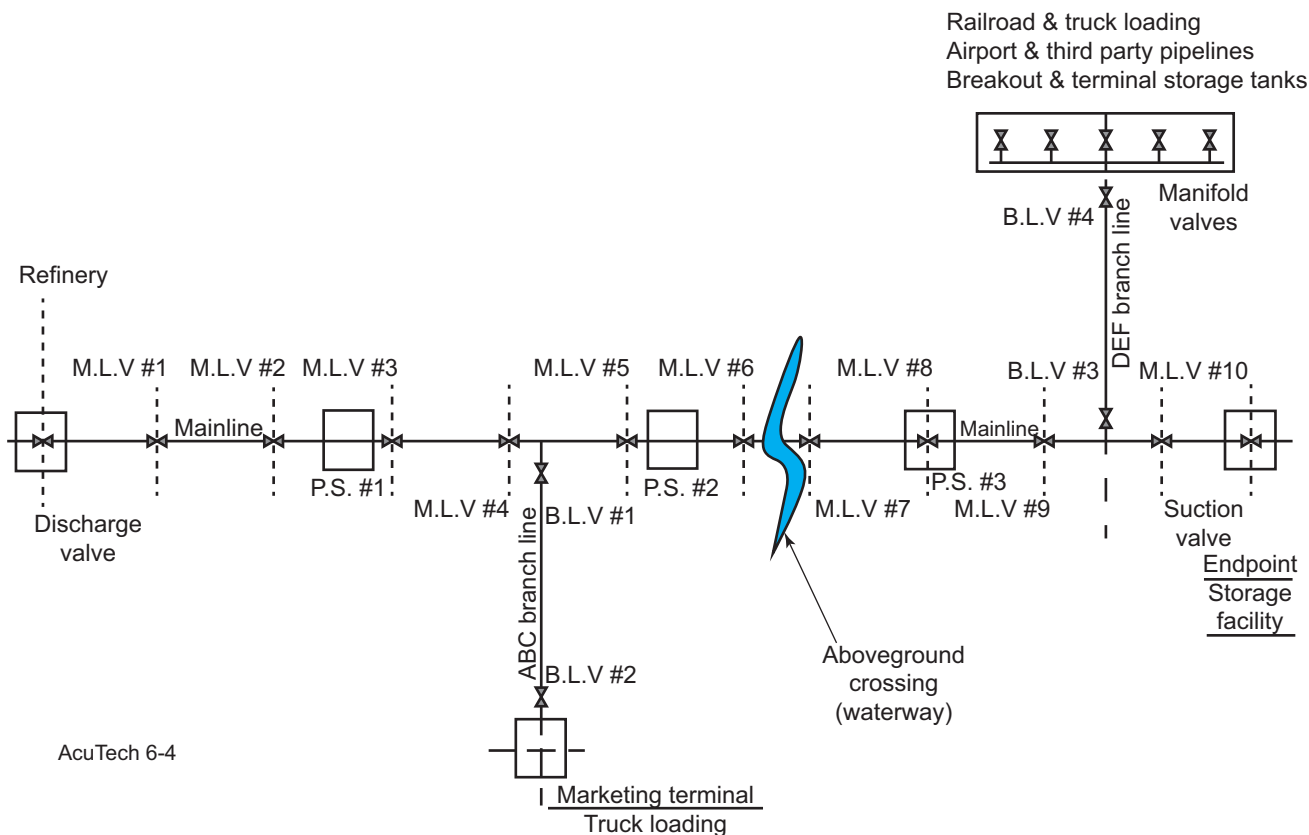 Railroad & truck loading
Airport & third party pipelines
Breakout & terminal storage tanks
B.L.V #4
Manifold
valves
DEF branch line
Refinery
M.L.V #1
M.L.V #2
M.L.V #3
M.L.V #5
M.L.V #6
M.L.V #8
B.L.V #3
M.L.V #10
Mainline
Mainline
P.S. #1
P.S. #2
P.S. #3
M.L.V #4
M.L.V #7
M.L.V #9
Discharge
valve
B.L.V #1
Suction
valve
Endpoint
Storage
facility
ABC branch line
B.L.V #2
Aboveground
crossing
(waterway)
AcuTech 6-4
Marketing terminal
Truck loading